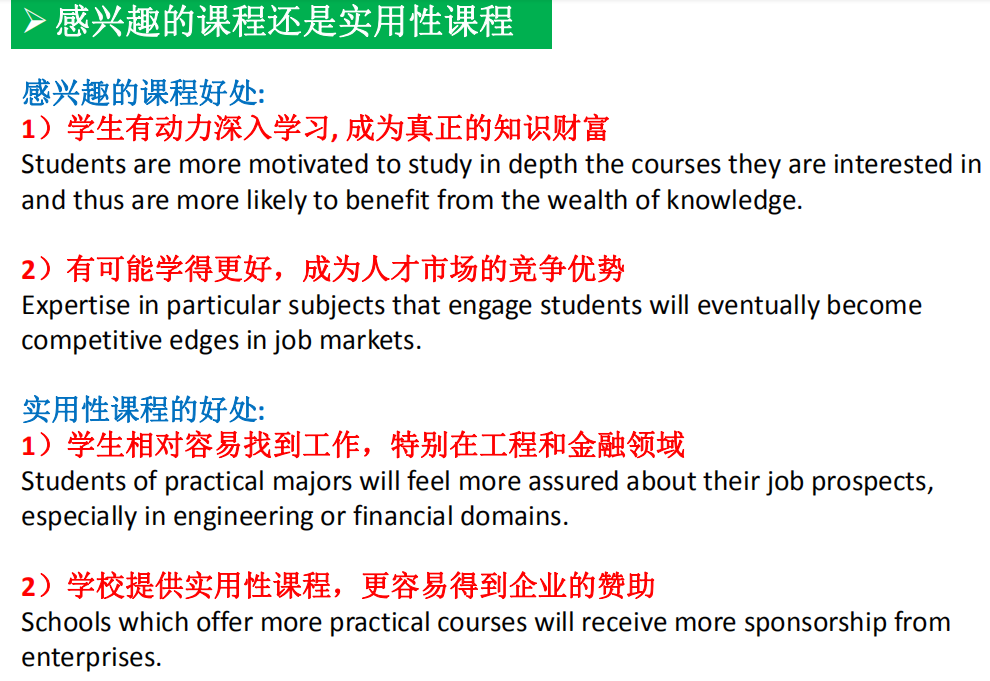 ➢ 感兴趣的课程还是实用性课程
感兴趣的课程好处:
1）学生有动力深入学习, 成为真正的知识财富
Students are more motivated to study in depth the courses they are interested in
and thus are more likely to benefit from the wealth of knowledge.
2）有可能学得更好，成为人才市场的竞争优势
Expertise in particular subjects that engage students will eventually become
competitive edges in job markets.
实用性课程的好处:
1）学生相对容易找到工作，特别在工程和金融领域
Students of practical majors will feel more assured about their job prospects,
especially in engineering or financial domains.
2）学校提供实用性课程，更容易得到企业的赞助
Schools which offer more practical courses will receive more sponsorship from
enterprises.